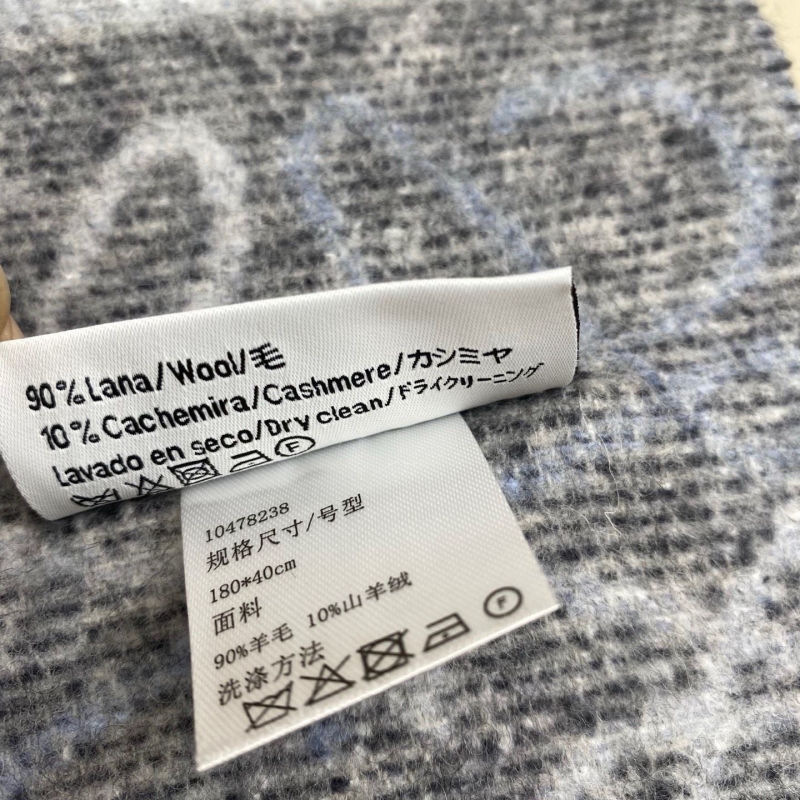 90% Lana/Wool/毛
10% Cachemira/Cashmere/カシミヤ
Lavado en seco/Dry clean/ドライクリーニング
F
10478238
规格尺寸/号型
180*40cm
面料
90%羊毛 10%山羊绒
洗涤方法
F